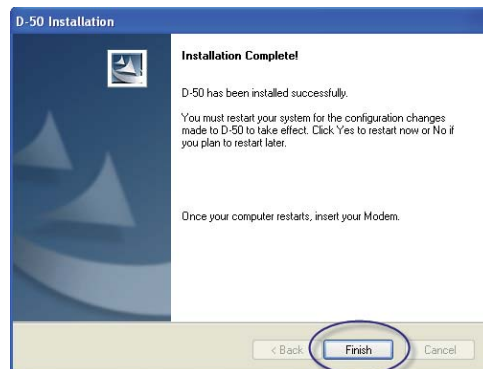 D-50 Installation
Installation Complete!
D-50 has been installed successfully.
You must restart your system for the configuration changes
made to D-50 to take effect. Click Yes to restart now or No if
you plan to restart later.
Once your computer restarts, insert your Modem.
< Back
Finish
Cancel